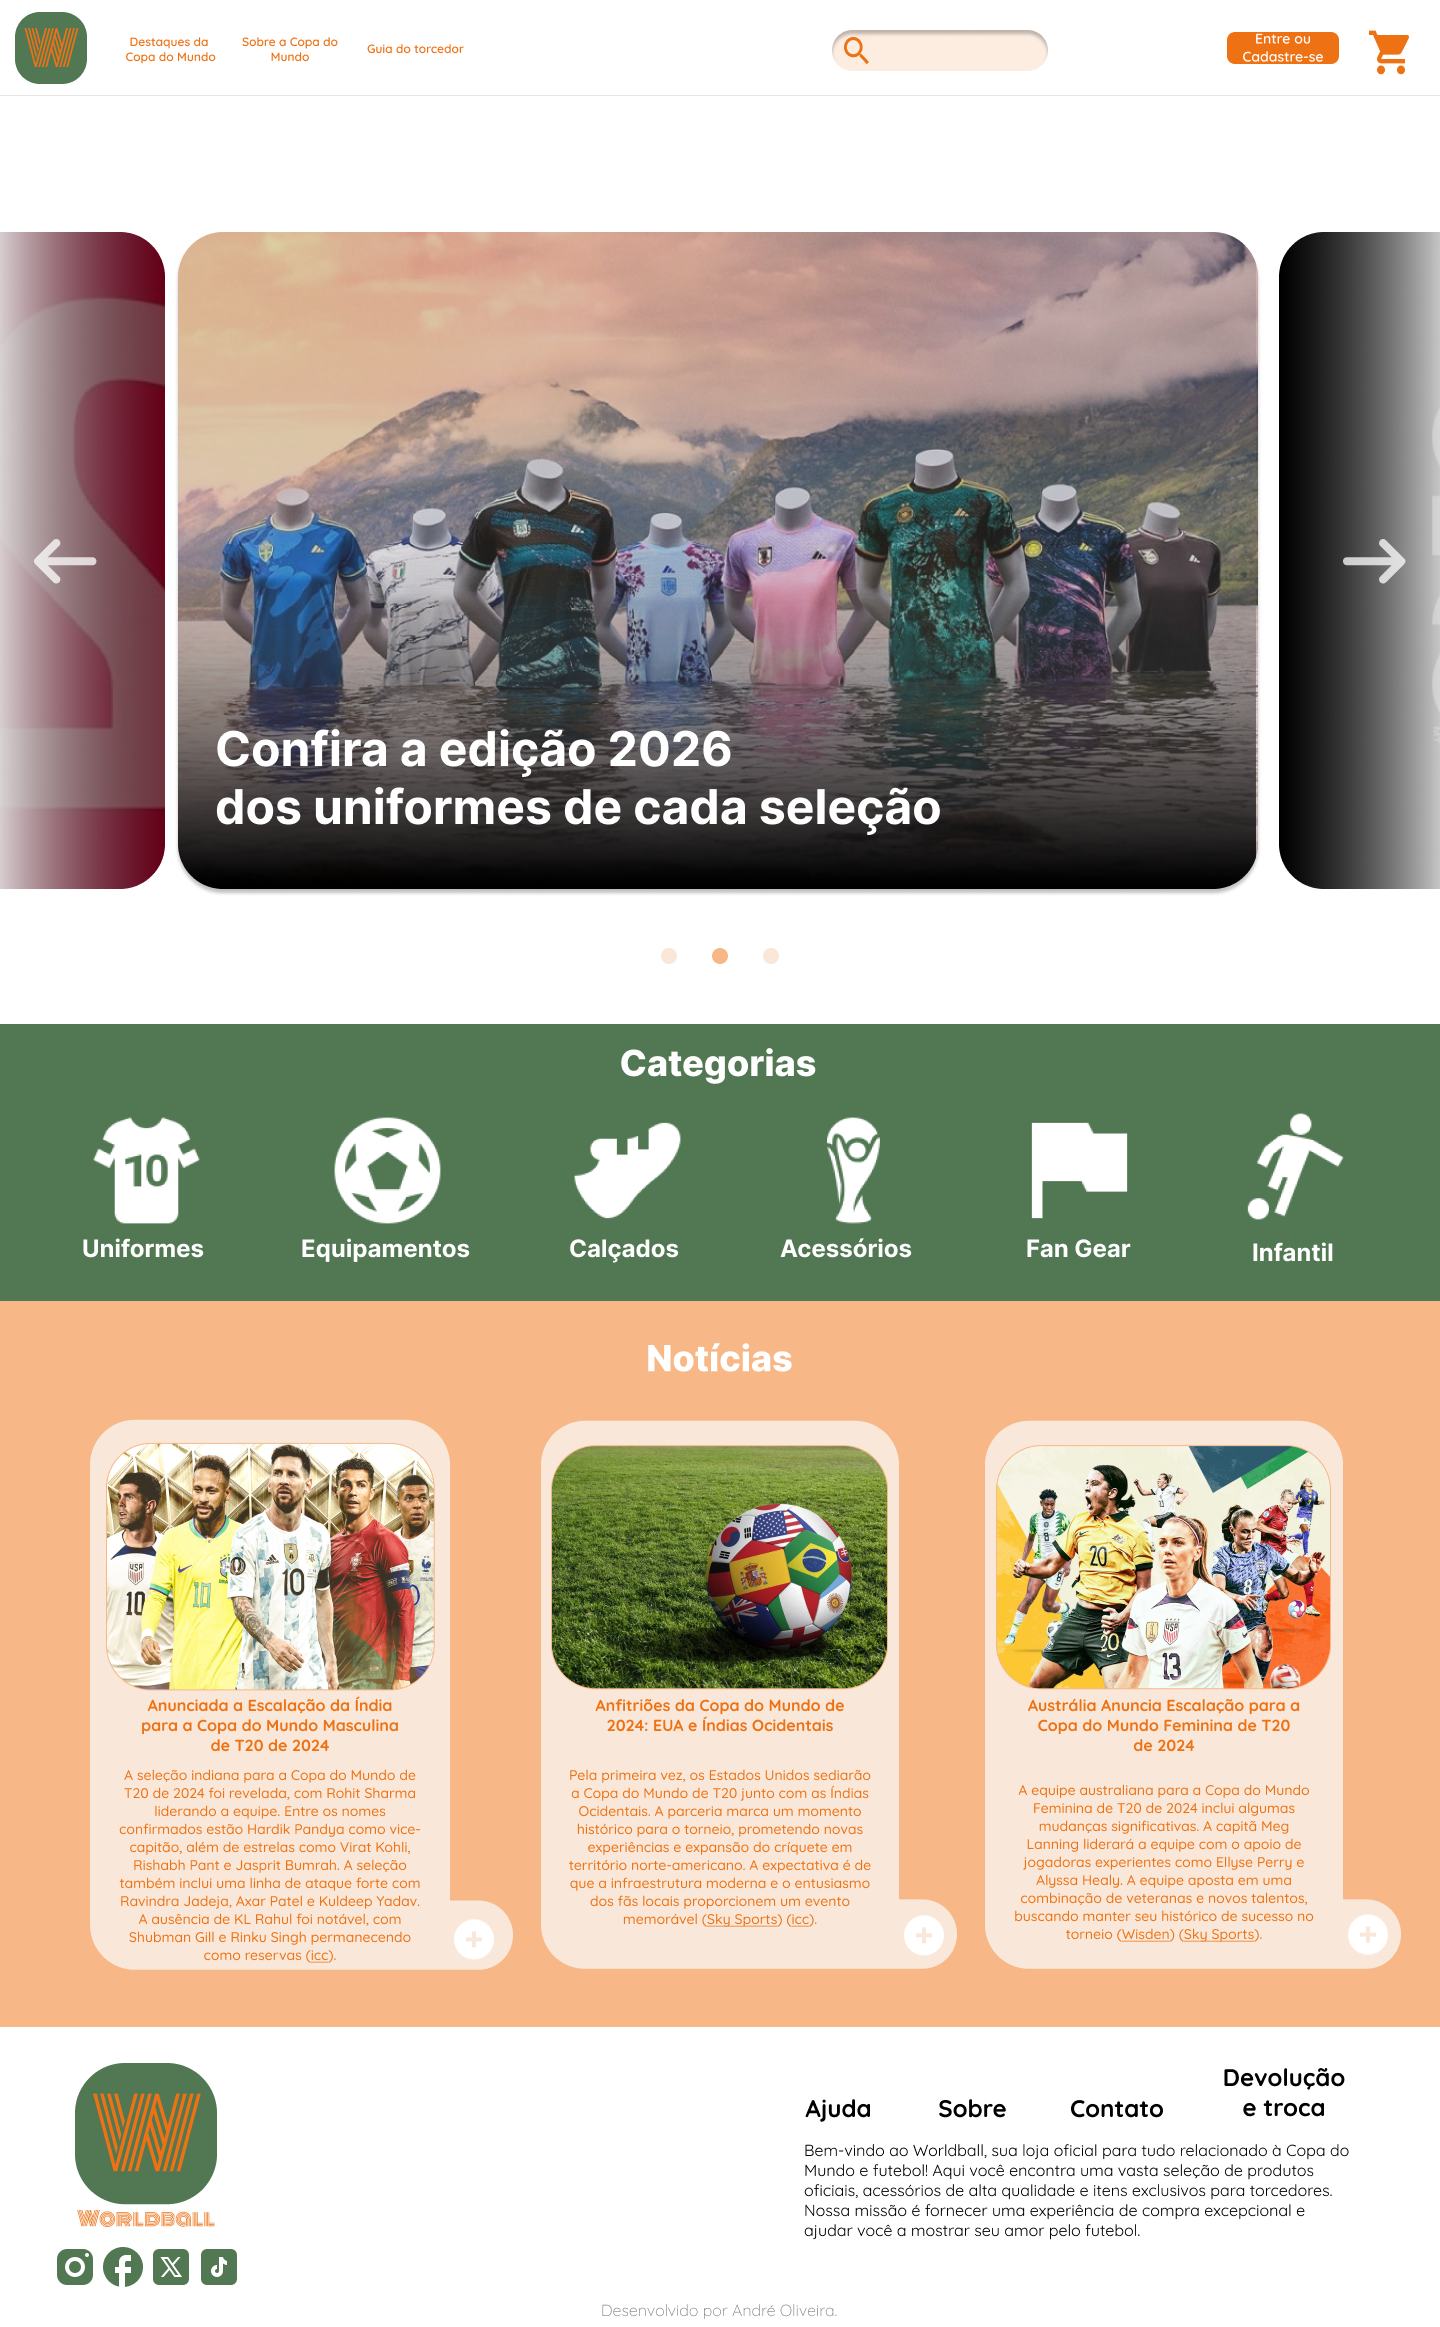 Destaques da
Copa do Mundo
Sobre a Copa do
Mundo
Guia do torcedor
Entre ou
Cadastre-se
Confira a edição 2026
dos uniformes de cada seleção
Categorias
10
Uniformes
Equipamentos
Calçados
Acessórios
Fan Gear
Infantil
Notícias
10
10
10
20
20
8
13
Anunciada a Escalação da Índia
para a Copa do Mundo Masculina
de T20 de 2024
A seleção indiana para a Copa do Mundo de
T20 de 2024 foi revelada, com Rohit Sharma
liderando a equipe. Entre os nomes
confirmados estão Hardik Pandya como vice-
capitão, além de estrelas como Virat Kohli,
Rishabh Pant e Jasprit Bumrah. A seleção
também inclui uma linha de ataque forte com
Ravindra Jadeja, Axar Patel e Kuldeep Yadav.
A ausência de KL Rahul foi notável, com
Shubman Gill e Rinku Singh permanecendo
como reservas (icc).
Anfitriões da Copa do Mundo de
2024: EUA e Índias Ocidentais
Pela primeira vez, os Estados Unidos sediarão
a Copa do Mundo de T20 junto com as Índias
Ocidentais. A parceria marca um momento
histórico para o torneio, prometendo novas
experiências e expansão do críquete em
território norte-americano. A expectativa é de
que a infraestrutura moderna e o entusiasmo
dos fãs locais proporcionem um evento
memorável (Sky Sports) (icc).
Austrália Anuncia Escalação para a
Copa do Mundo Feminina de T20
de 2024
A equipe australiana para a Copa do Mundo
Feminina de T20 de 2024 inclui algumas
mudanças significativas. A capitã Meg
Lanning liderará a equipe com o apoio de
jogadoras experientes como Ellyse Perry e
Alyssa Healy. A equipe aposta em uma
combinação de veteranas e novos talentos,
buscando manter seu histórico de sucesso no
torneio (Wisden) (Sky Sports).
WORLDBALL
Ajuda
Sobre
Contato
Devolução
e troca
Bem-vindo ao Worldball, sua loja oficial para tudo relacionado à Copa do
Mundo e futebol! Aqui você encontra uma vasta seleção de produtos
oficiais, acessórios de alta qualidade e itens exclusivos para torcedores.
Nossa missão é fornecer uma experiência de compra excepcional e
ajudar você a mostrar seu amor pelo futebol.
Desenvolvido por André Oliveira.